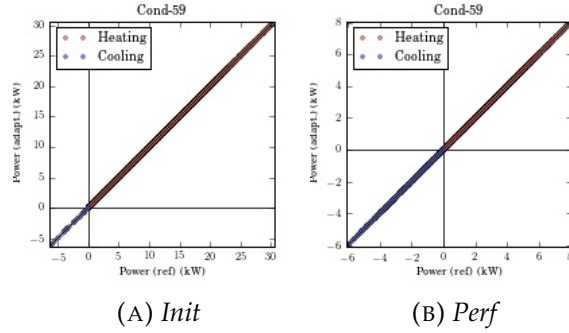 Cond-59
Heating
Cooling
Power (adapt.) (kW)
30
25
20
15
10
5
0
−5
−5 0 5 10 15 20 25 30
Power (ref) (kW)
(A) Init
Cond-59
Heating
Cooling
Power (adapt.) (kW)
8
6
4
2
0
−2
−4
−6
−6 −4 −2 0 2 4 6 8
Power (ref) (kW)
(B) Perf